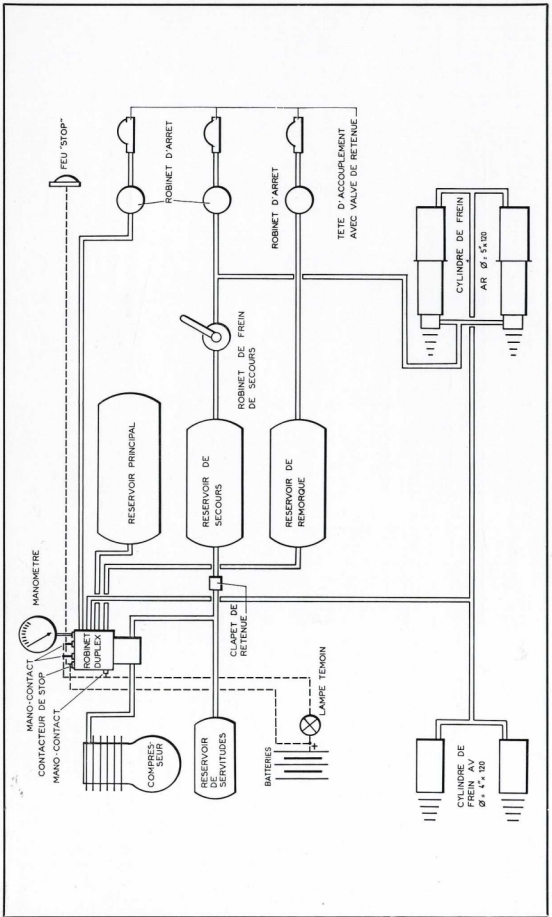 FEU "STOP"
ROBINET D'ARRET
ROBINET D'ARRET
TETE D'ACCOUPLEMENT
AVEC VALVE DE RETENUE
CYLINDRE DE FREIN
AR Ø = 5"x 120
ROBINET DE FREIN
DE SECOURS
RESERVOIR PRINCIPAL
RESERVOIR DE
SECOURS
RESERVOIR DE
REMORQUE
MANOMETRE
MANO-CONTACT
CONTACTEUR DE STOP
MANO-CONTACT
ROBINET
DUPLEX
CLAPET DE
RETENUE
COMPRES-
SEUR
RESERVOIR
DE
SERVITUDES
BATTERIES
+
LAMPE TEMOIN
CYLINDRE DE
FREIN AV
Ø = 4"x 120